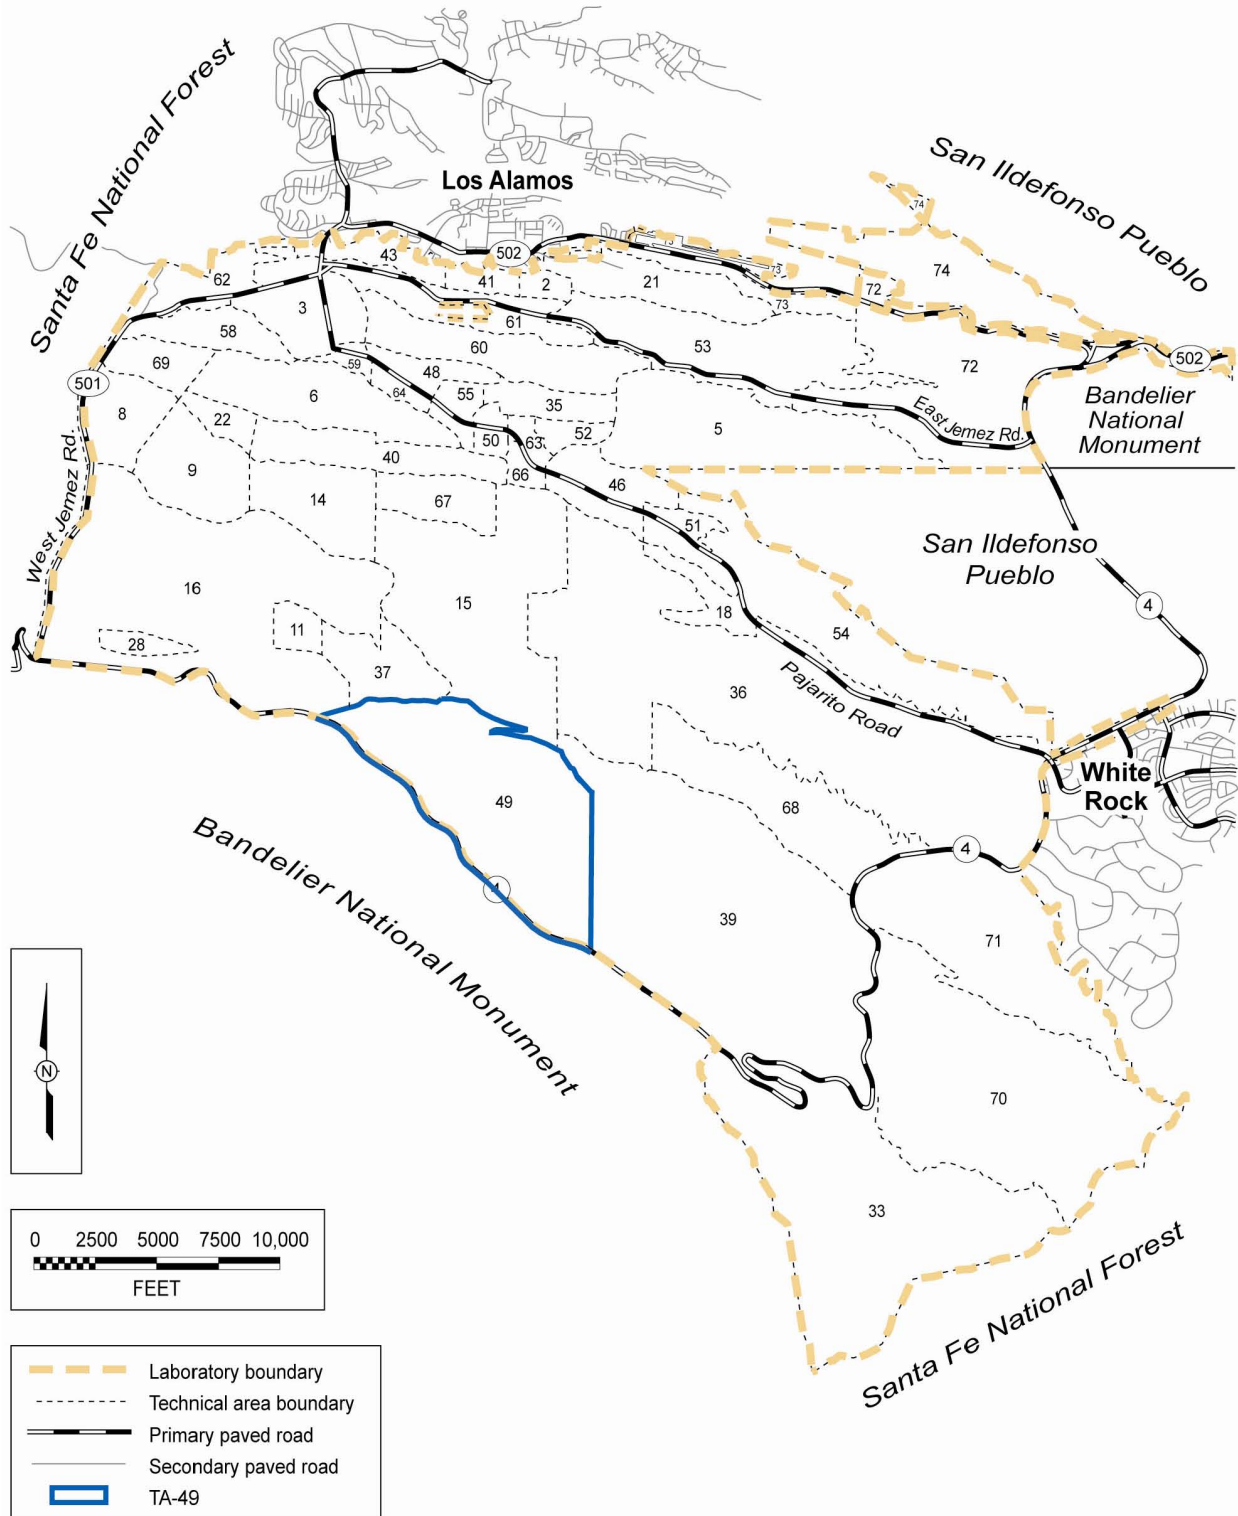 Santa Fe National Forest
San Ildefonso Pueblo
Los Alamos
74
43
502
74
62
41
2
21
73
72
3
73
61
58
53
60
72
502
69
59
48
501
6
64
55
35
Bandelier
National
Monument
8
22
East Jemez Rd.
5
50
63
52
40
9
66
46
14
67
51
West Jemez Rd.
San Ildefonso
Pueblo
16
15
4
18
11
54
28
37
36
Pajarito Road
White
Rock
49
68
Bandelier National Monument
4
4
39
71
N
70
33
Santa Fe National Forest
0 2500 5000 7500 10,000
FEET
Laboratory boundary
Technical area boundary
Primary paved road
Secondary paved road
TA-49